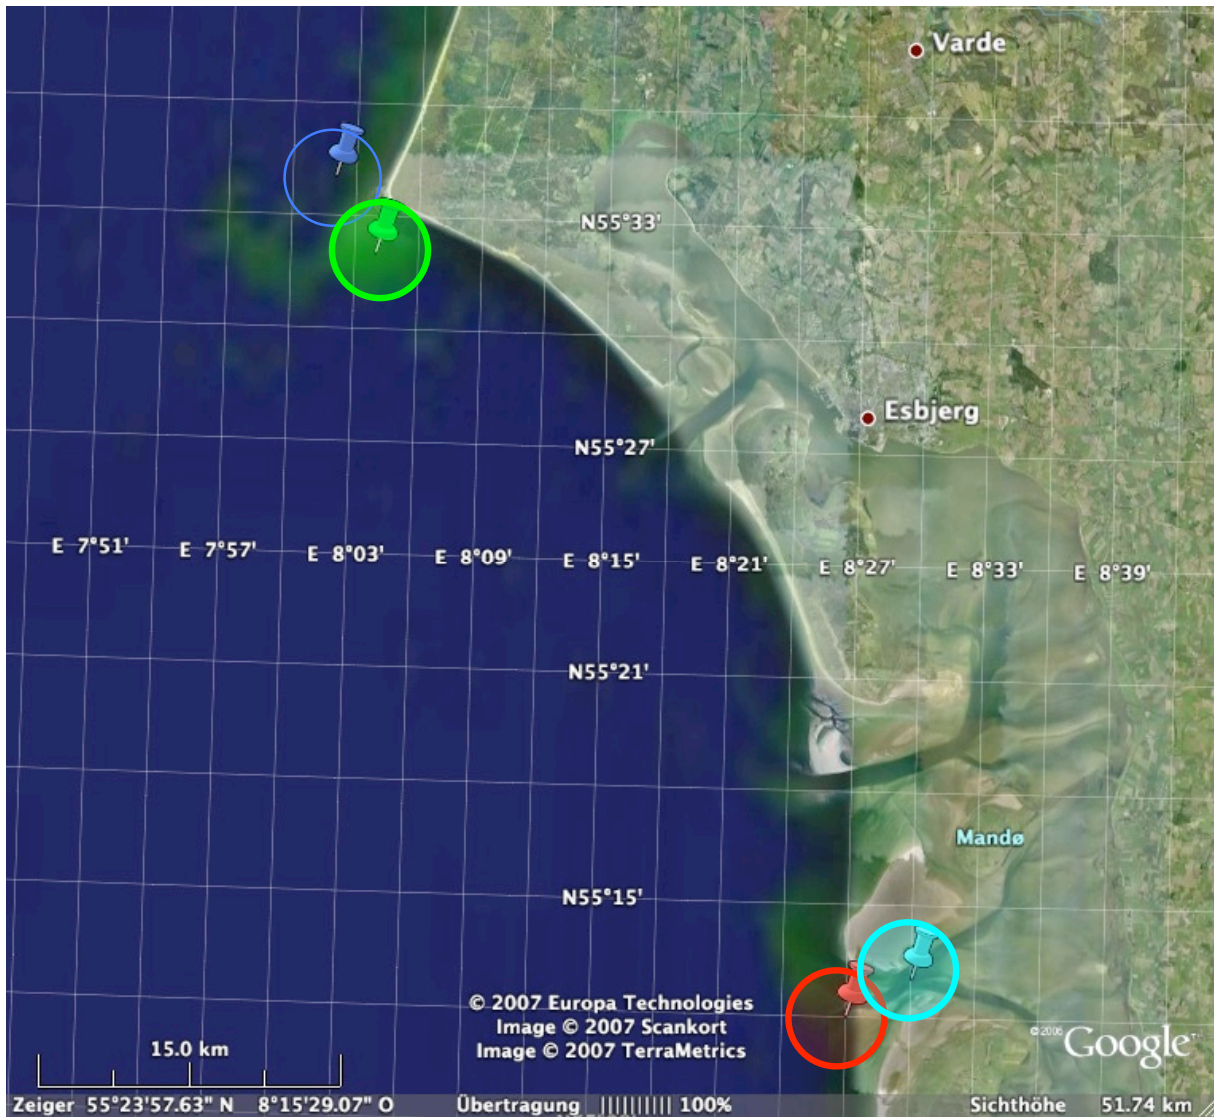 Varde
N55°33'
Esbjerg
N55°27'
E 7°51' E 7°57' E 8°03' E 8°09' E 8°15' E 8°21' E 8°27' E 8°33' E 8°39'
N55°21'
Mandø
N55°15'
© 2007 Europa Technologies
Image © 2007 Scankort
Image © 2007 TerraMetrics
© 2006 Google™
15.0 km
Zeiger 55°23'57.63" N 8°15'29.07" O Übertragung 100% Sichthöhe 51.74 km